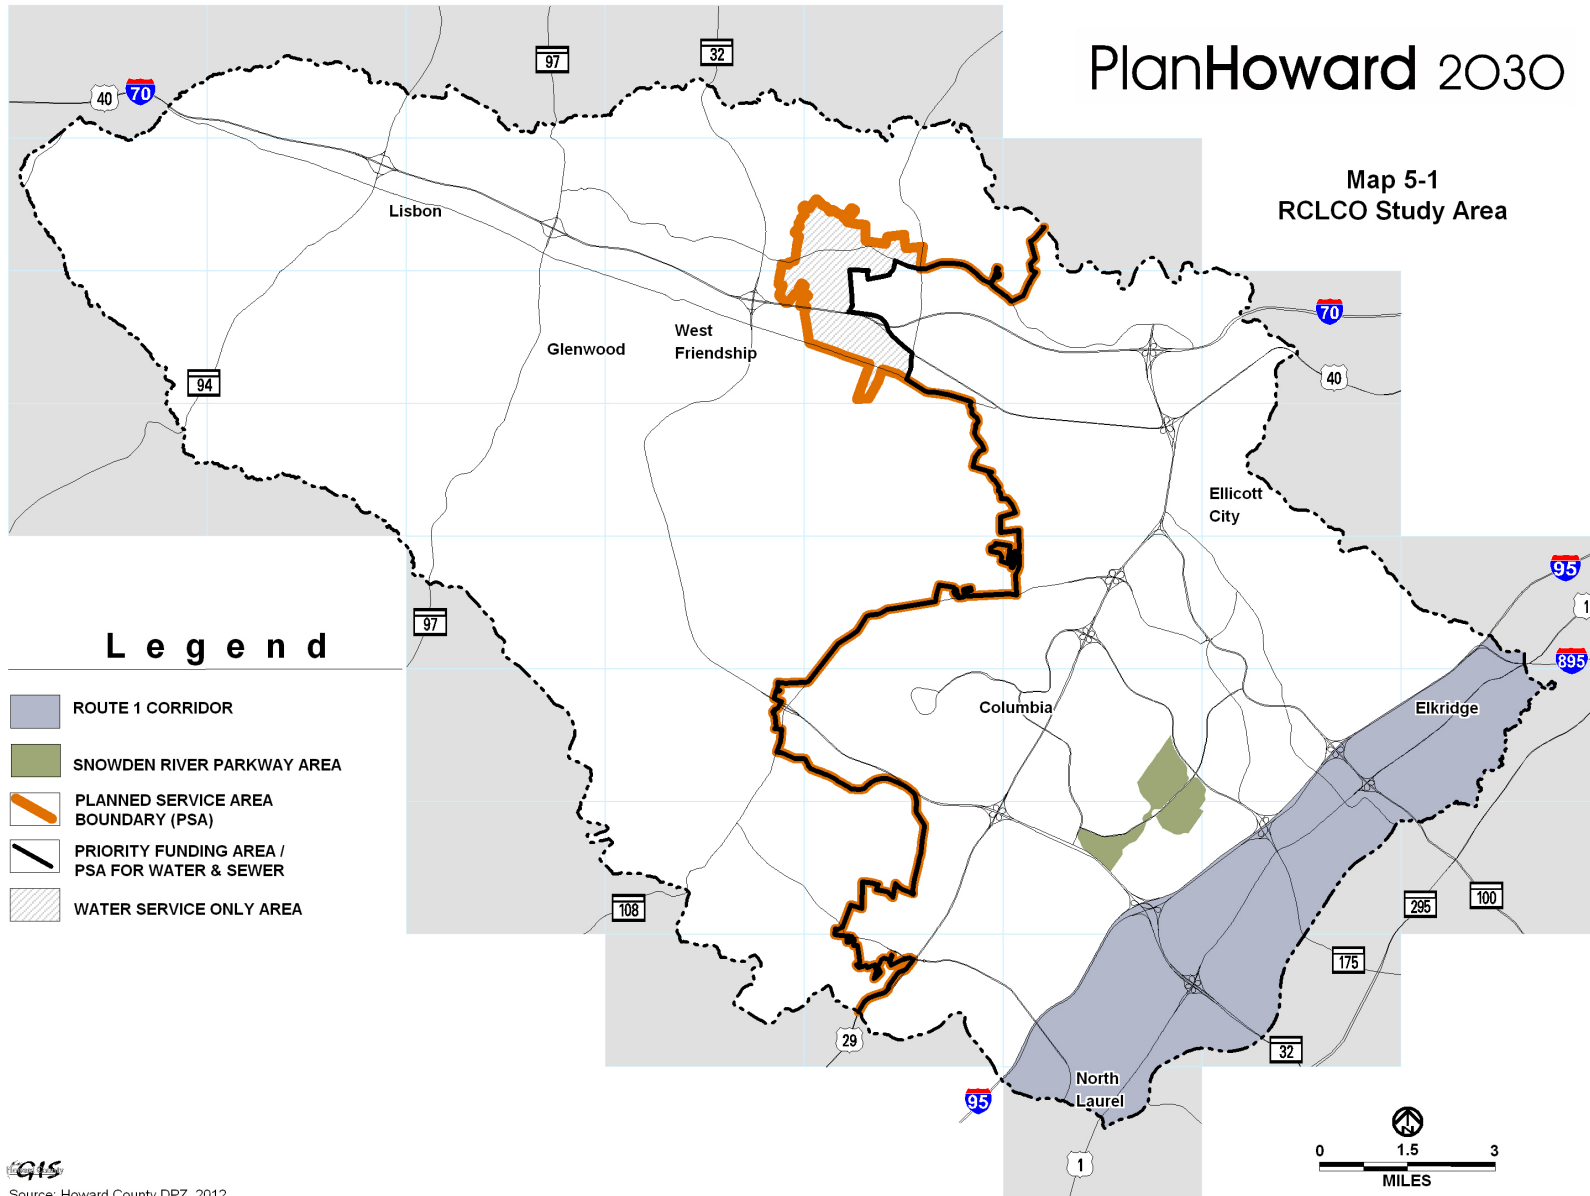 PlanHoward 2030
Map 5-1
RCLCO Study Area
97
32
40
70
Lisbon
West
Friendship
Glenwood
70
40
94
Ellicott
City
95
1
895
97
Legend
ROUTE 1 CORRIDOR
SNOWDEN RIVER PARKWAY AREA
PLANNED SERVICE AREA
BOUNDARY (PSA)
PRIORITY FUNDING AREA /
PSA FOR WATER & SEWER
WATER SERVICE ONLY AREA
Columbia
Elkridge
108
295
100
175
29
32
North
Laurel
95
1
N
0 1.5 3
MILES
Howard County
GIS
Source: Howard County DPZ, 2012